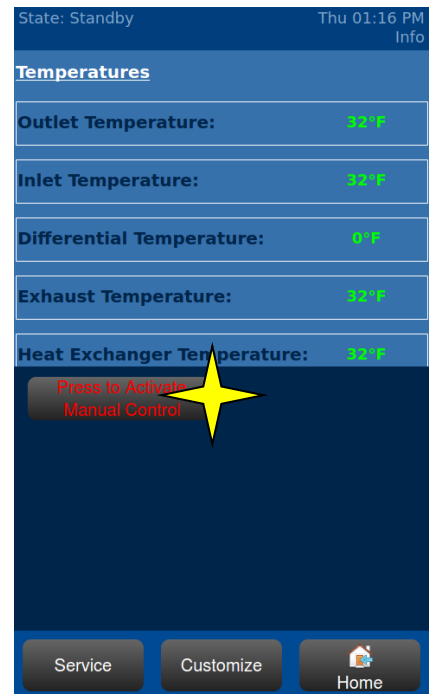 State: Standby Thu 01:16 PM
Info
Temperatures
Outlet Temperature: 32°F
Inlet Temperature: 32°F
Differential Temperature: 0°F
Exhaust Temperature: 32°F
Heat Exchanger Temperature: 32°F
Press to Activate
Manual Control
Service Customize Home